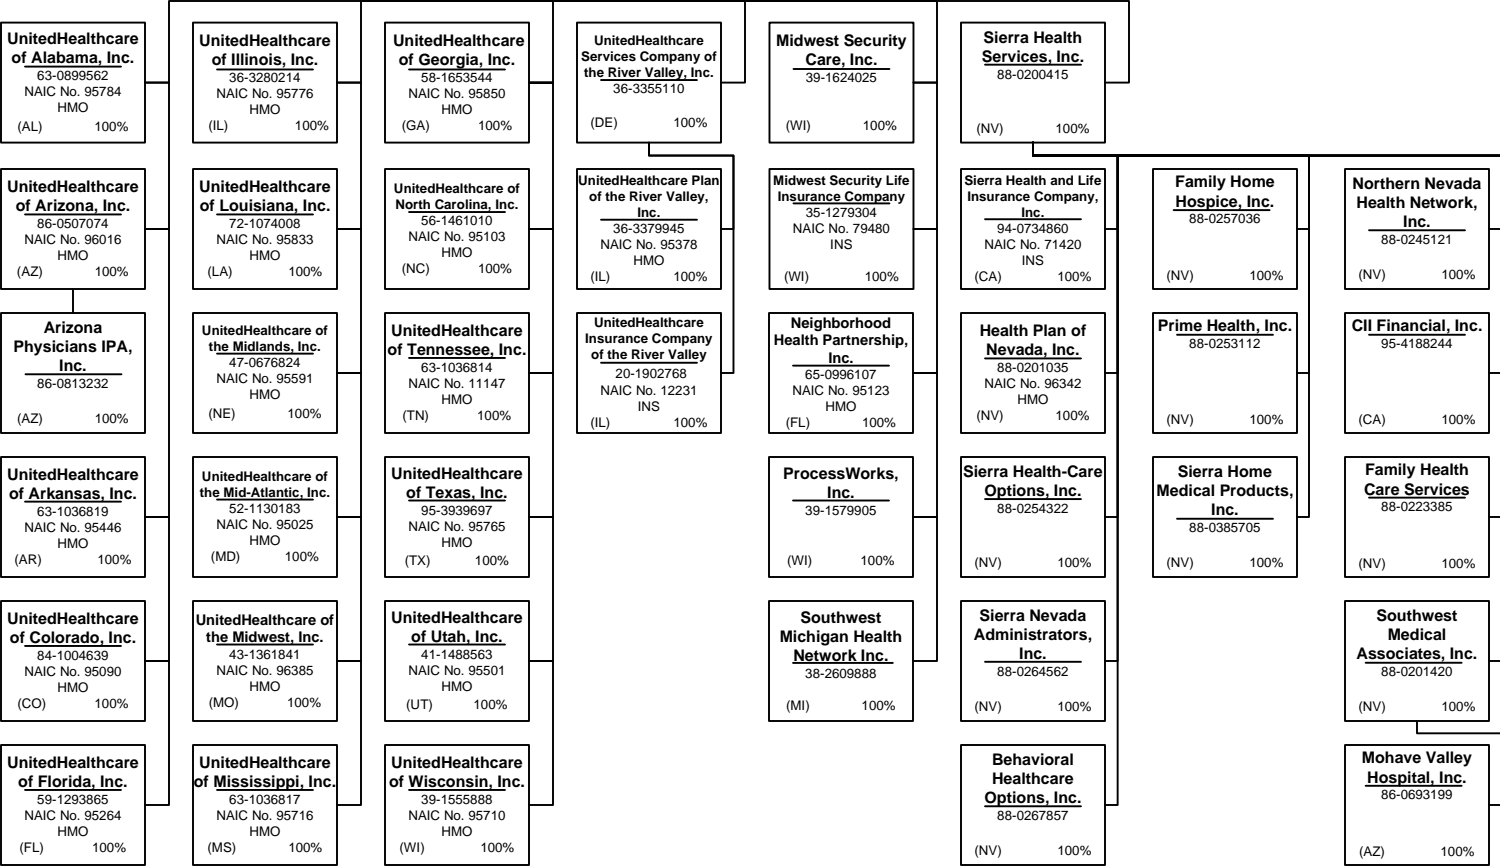 UnitedHealthcare
of Alabama, Inc.
63-0899562
NAIC No. 95784
HMO
(AL) 100%
UnitedHealthcare
of Illinois, Inc.
36-3280214
NAIC No. 95776
HMO
(IL) 100%
UnitedHealthcare
of Georgia, Inc.
58-1653544
NAIC No. 95850
HMO
(GA) 100%
UnitedHealthcare
Services Company of
the River Valley, Inc.
36-3355110
(DE) 100%
Midwest Security
Care, Inc.
39-1624025
(WI) 100%
Sierra Health
Services, Inc.
88-0200415
(NV) 100%
UnitedHealthcare
of Arizona, Inc.
86-0507074
NAIC No. 96016
HMO
(AZ) 100%
UnitedHealthcare
of Louisiana, Inc.
72-1074008
NAIC No. 95833
HMO
(LA) 100%
UnitedHealthcare of
North Carolina, Inc.
56-1461010
NAIC No. 95103
HMO
(NC) 100%
UnitedHealthcare Plan
of the River Valley,
Inc.
36-3379945
NAIC No. 95378
HMO
(IL) 100%
Midwest Security Life
Insurance Company
35-1279304
NAIC No. 79480
INS
(WI) 100%
Sierra Health and Life
Insurance Company,
Inc.
94-0734860
NAIC No. 71420
INS
(CA) 100%
Family Home
Hospice, Inc.
88-0257036
(NV) 100%
Northern Nevada
Health Network,
Inc.
88-0245121
(NV) 100%
Arizona
Physicians IPA,
Inc.
86-0813232
(AZ) 100%
UnitedHealthcare of
the Midlands, Inc.
47-0676824
NAIC No. 95591
HMO
(NE) 100%
UnitedHealthcare
of Tennessee, Inc.
63-1036814
NAIC No. 11147
HMO
(TN) 100%
UnitedHealthcare
Insurance Company
of the River Valley
20-1902768
NAIC No. 12231
INS
(IL) 100%
Neighborhood
Health Partnership,
Inc.
65-0996107
NAIC No. 95123
HMO
(FL) 100%
Health Plan of
Nevada, Inc.
88-0201035
NAIC No. 96342
HMO
(NV) 100%
Prime Health, Inc.
88-0253112
(NV) 100%
CII Financial, Inc.
95-4188244
(CA) 100%
UnitedHealthcare
of Arkansas, Inc.
63-1036819
NAIC No. 95446
HMO
(AR) 100%
UnitedHealthcare of
the Mid-Atlantic, Inc.
52-1130183
NAIC No. 95025
HMO
(MD) 100%
UnitedHealthcare
of Texas, Inc.
95-3939697
NAIC No. 95765
HMO
(TX) 100%
ProcessWorks,
Inc.
39-1579905
(WI) 100%
Sierra Health-Care
Options, Inc.
88-0254322
(NV) 100%
Sierra Home
Medical Products,
Inc.
88-0385705
(NV) 100%
Family Health
Care Services
88-0223385
(NV) 100%
UnitedHealthcare
of Colorado, Inc.
84-1004639
NAIC No. 95090
HMO
(CO) 100%
UnitedHealthcare of
the Midwest, Inc.
43-1361841
NAIC No. 96385
HMO
(MO) 100%
UnitedHealthcare
of Utah, Inc.
41-1488563
NAIC No. 95501
HMO
(UT) 100%
Southwest
Michigan Health
Network Inc.
38-2609888
(MI) 100%
Sierra Nevada
Administrators,
Inc.
88-0264562
(NV) 100%
Southwest
Medical
Associates, Inc.
88-0201420
(NV) 100%
UnitedHealthcare
of Florida, Inc.
59-1293865
NAIC No. 95264
HMO
(FL) 100%
UnitedHealthcare
of Mississippi, Inc.
63-1036817
NAIC No. 95716
HMO
(MS) 100%
UnitedHealthcare
of Wisconsin, Inc.
39-1555888
NAIC No. 95710
HMO
(WI) 100%
Behavioral
Healthcare
Options, Inc.
88-0267857
(NV) 100%
Mohave Valley
Hospital, Inc.
86-0693199
(AZ) 100%